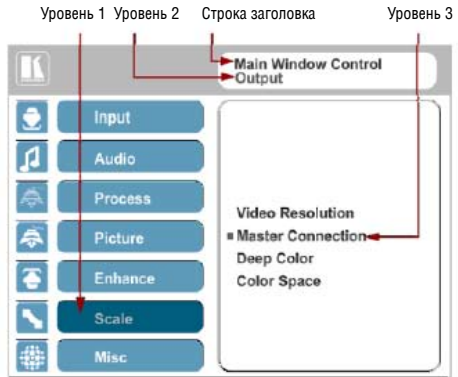 Уровень 1 Уровень 2 Строка заголовка Уровень 3
Main Window Control
Output
Input
Audio
Process
Picture
Enhance
Scale
Misc
Video Resolution
Master Connection
Deep Color
Color Space